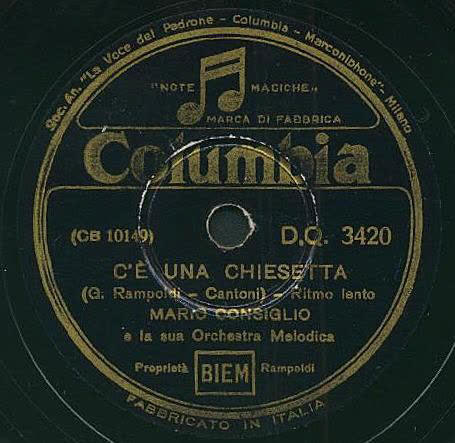 Soc. An. "La Voce del Padrone - Columbia - Marconiphone" - Milano
"NOTE MAGICHE"
MARCA DI FABBRICA
Columbia
(CB 10149) D.Q. 3420
C'È UNA CHIESETTA
(G. Rampoldi - Cantoni) - Ritmo lento
MARIO CONSIGLIO
e la sua Orchestra Melodica
Proprietà BIEM Rampoldi
FABBRICATO IN ITALIA